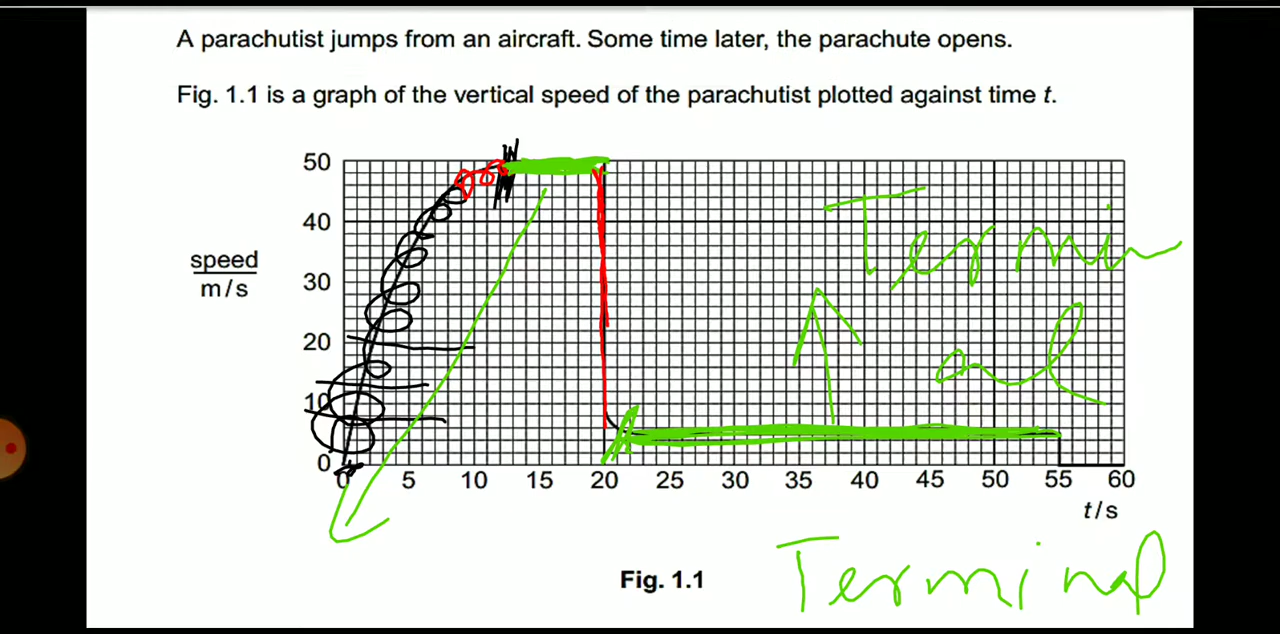 A parachutist jumps from an aircraft. Some time later, the parachute opens.
Fig. 1.1 is a graph of the vertical speed of the parachutist plotted against time t.
50
40
30
20
10
0
speed
m/s
0 5 10 15 20 25 30 35 40 45 50 55 60
t/s
Termin
al
Fig. 1.1
Terminal